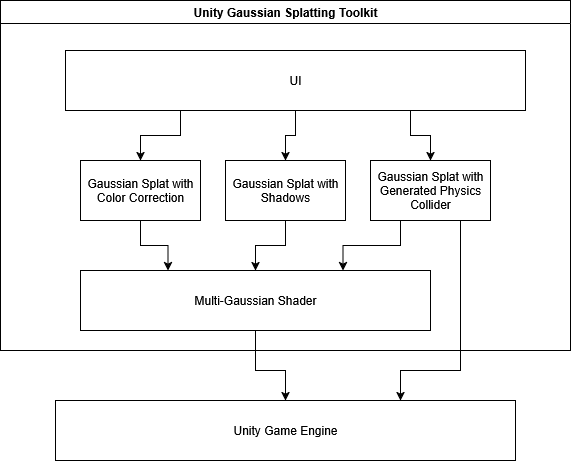 Unity Gaussian Splatting Toolkit
UI
Gaussian Splat with
Color Correction
Gaussian Splat with
Shadows
Gaussian Splat with
Generated Physics
Collider
Multi-Gaussian Shader
Unity Game Engine